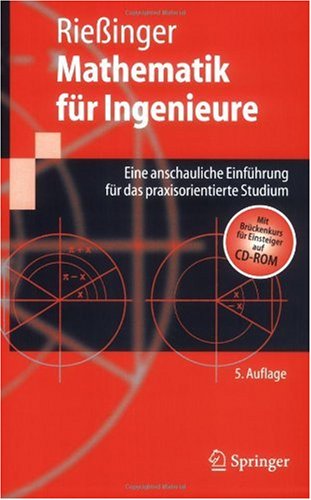 Rießinger
Mathematik
für Ingenieure
Eine anschauliche Einführung
für das praxisorientierte Studium
Mit
Brückenkurs
für Einsteiger
auf
CD-ROM
π-x
x
-x
5. Auflage
Springer